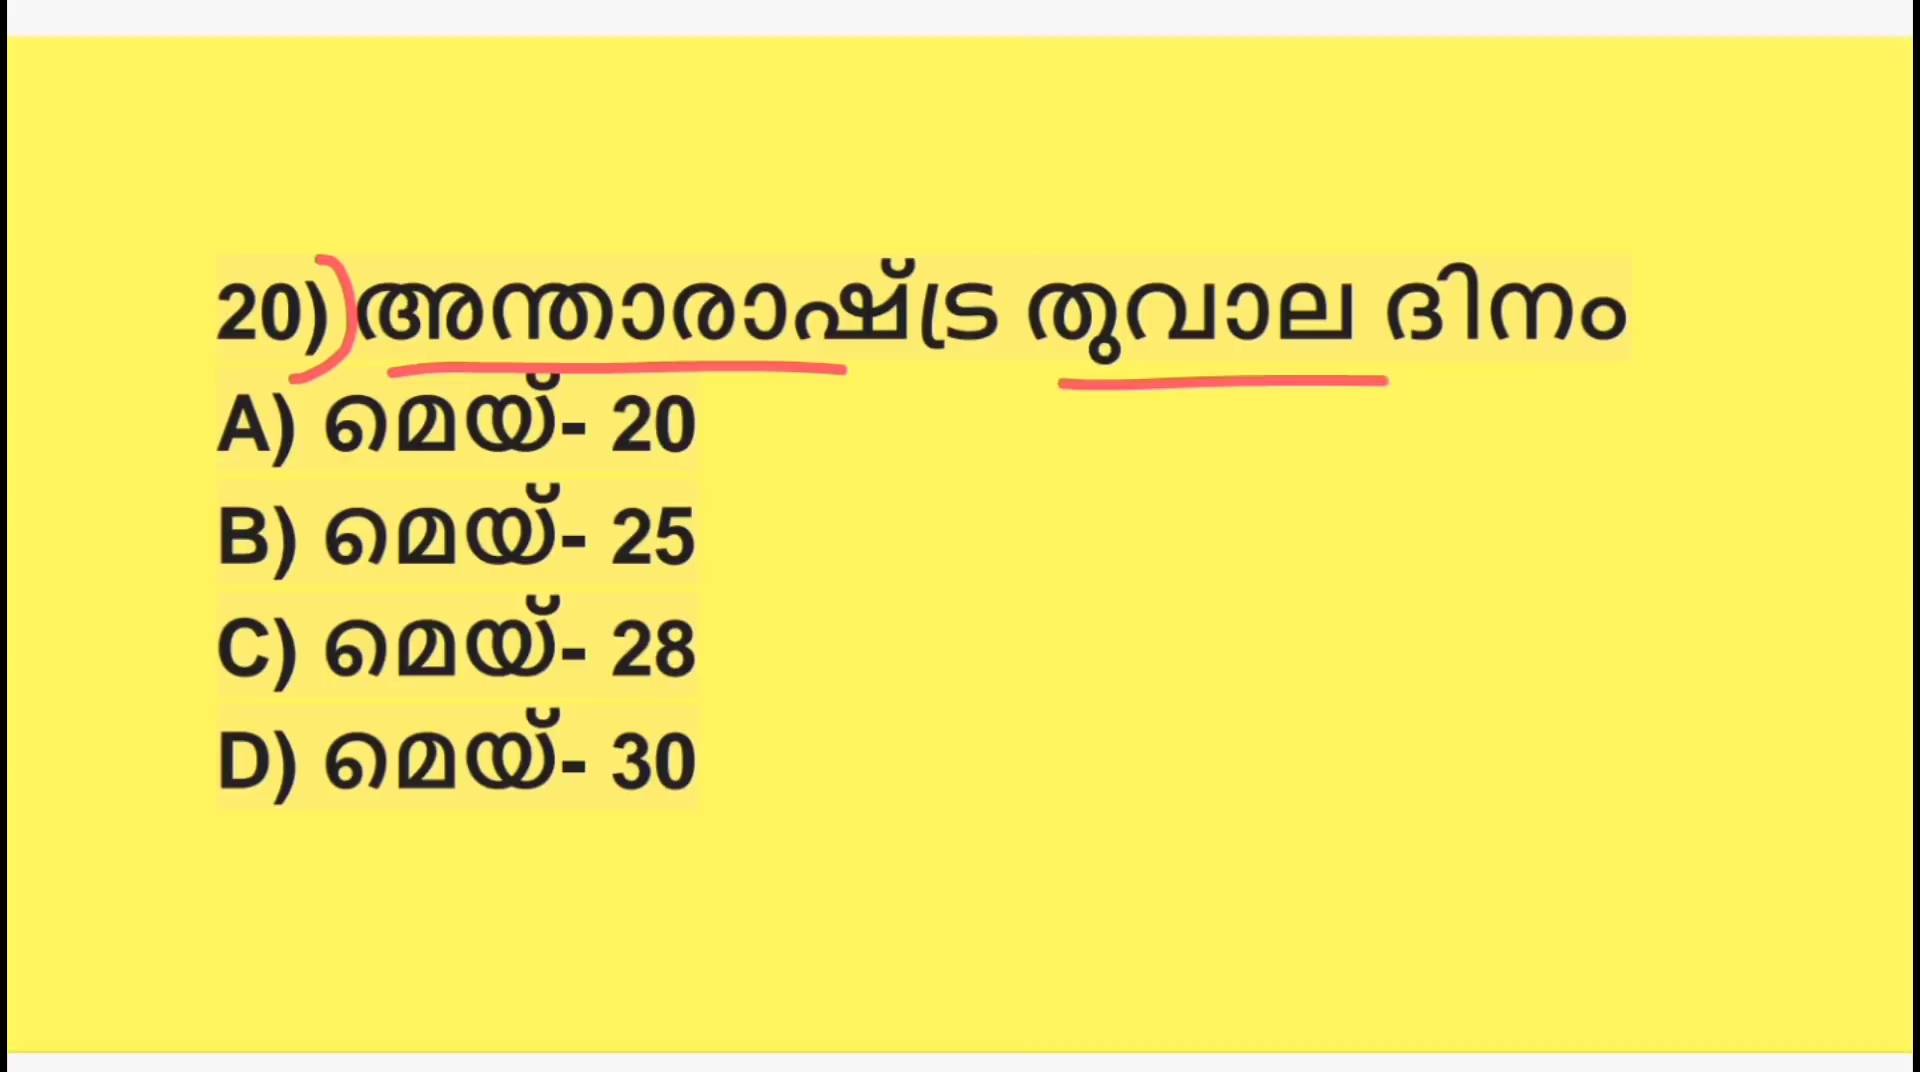 20) അന്താരാഷ്ട്ര തുവാല ദിനം
A) മെയ്- 20
B) മെയ്- 25
C) മെയ്- 28
D) മെയ്- 30